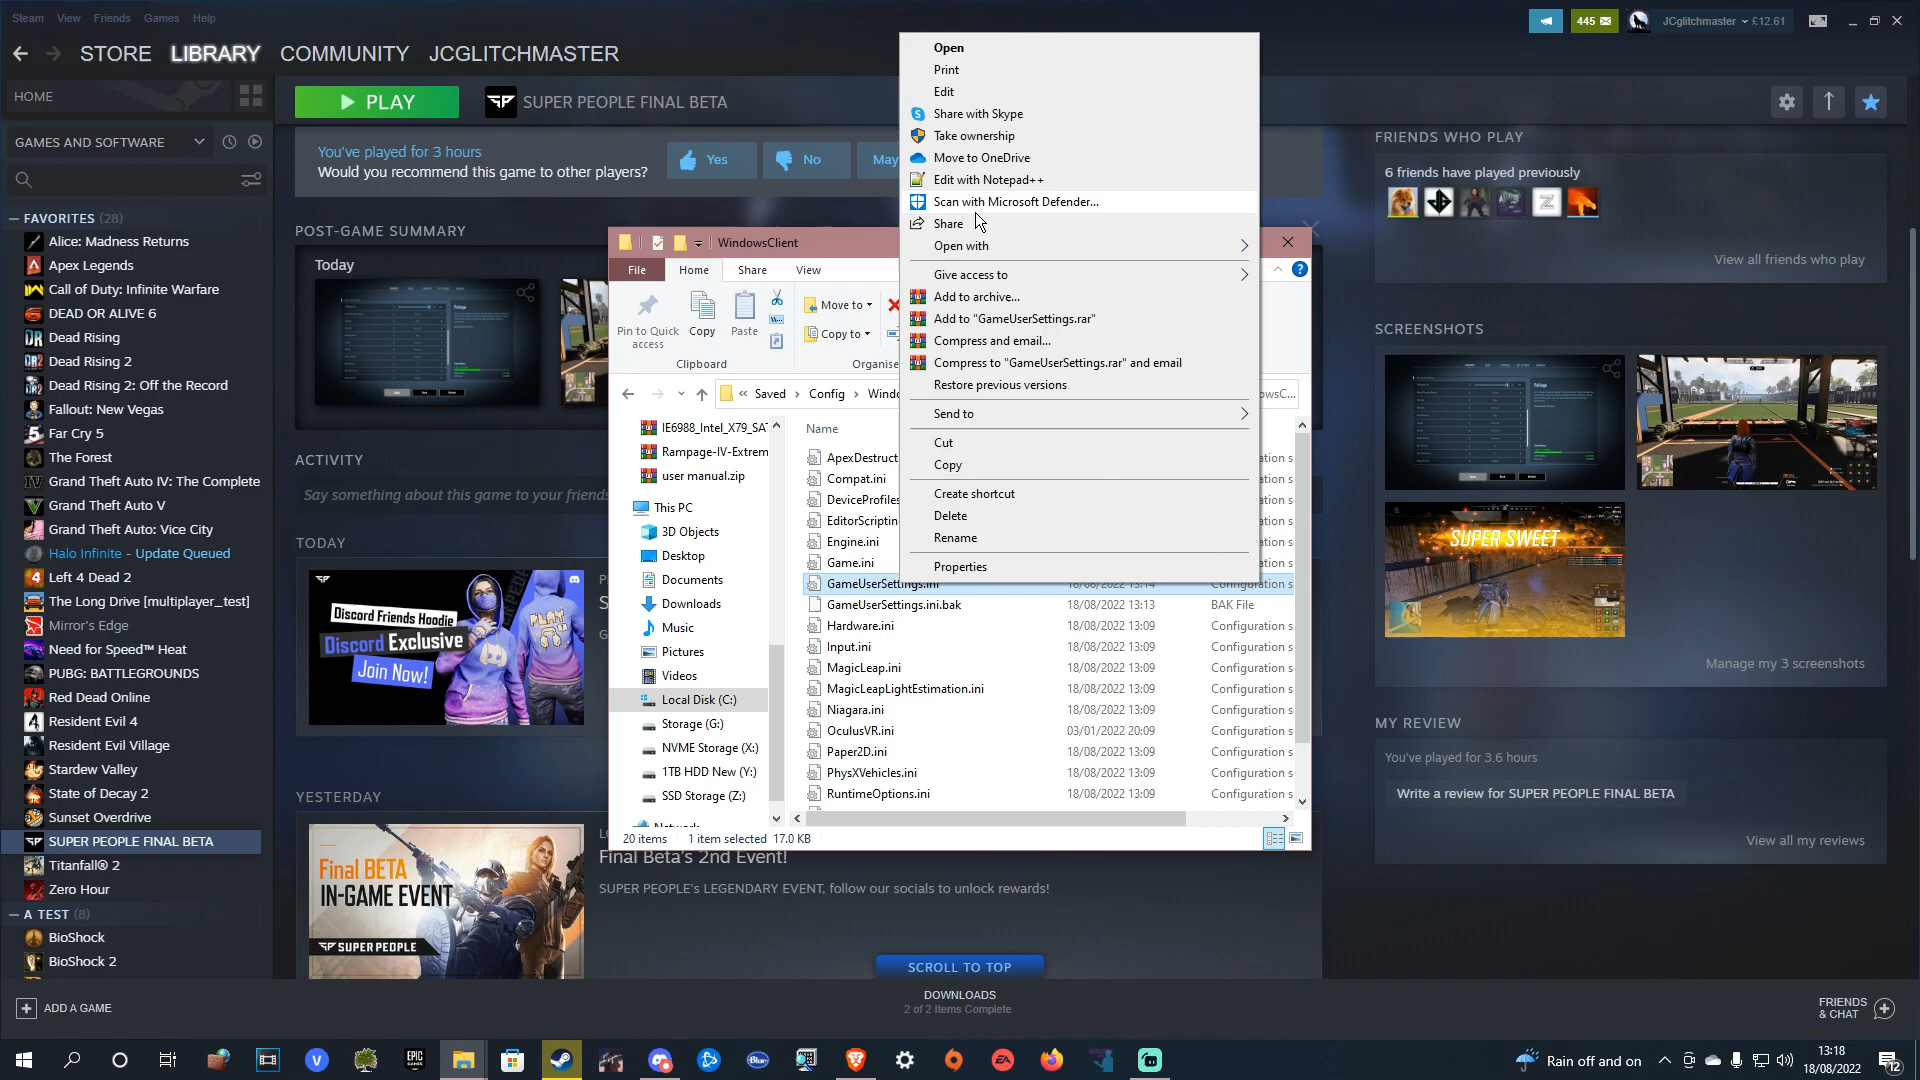 Steam View Friends Games Help
445
JCglitchmaster £12.61
STORE LIBRARY COMMUNITY JCGLITCHMASTER
HOME
GAMES AND SOFTWARE
FAVORITES (28)
Alice: Madness Returns
Apex Legends
Call of Duty: Infinite Warfare
DEAD OR ALIVE 6
Dead Rising
Dead Rising 2
Dead Rising 2: Off the Record
Fallout: New Vegas
Far Cry 5
The Forest
Grand Theft Auto IV: The Complete
Grand Theft Auto V
Grand Theft Auto: Vice City
Halo Infinite - Update Queued
Left 4 Dead 2
The Long Drive [multiplayer_test]
Mirror's Edge
Need for Speed™ Heat
PUBG: BATTLEGROUNDS
Red Dead Online
Resident Evil 4
Resident Evil Village
Stardew Valley
State of Decay 2
Sunset Overdrive
SUPER PEOPLE FINAL BETA
Titanfall® 2
Zero Hour
A TEST (8)
BioShock
BioShock 2
ADD A GAME
PLAY
SUPER PEOPLE FINAL BETA
You've played for 3 hours
Would you recommend this game to other players?
Yes
No
May
POST-GAME SUMMARY
Today
ACTIVITY
Say something about this game to your friends
TODAY
Discord Friends Hoodie
Discord Exclusive
Join Now!
PLAY ON!
YESTERDAY
Final BETA
IN-GAME EVENT
SUPER PEOPLE
Final Beta's 2nd Event!
SUPER PEOPLE's LEGENDARY EVENT, follow our socials to unlock rewards!
SCROLL TO TOP
DOWNLOADS
2 of 2 Items Complete
WindowsClient
File Home Share View
Pin to Quick access
Copy
Paste
Move to
Copy to
Clipboard
Organise
« Saved › Config › Windo
owsC...
IE6988_Intel_X79_SAT
Rampage-IV-Extrem
user manual.zip
This PC
3D Objects
Desktop
Documents
Downloads
Music
Pictures
Videos
Local Disk (C:)
Storage (G:)
NVME Storage (X:)
1TB HDD New (Y:)
SSD Storage (Z:)
Network
Name
ApexDestruct
Compat.ini
DeviceProfiles
EditorScriptin
Engine.ini
Game.ini
GameUserSettings.ini 18/08/2022 13:14 Configuration s
GameUserSettings.ini.bak 18/08/2022 13:13 BAK File
Hardware.ini 18/08/2022 13:09 Configuration s
Input.ini 18/08/2022 13:09 Configuration s
MagicLeap.ini 18/08/2022 13:09 Configuration s
MagicLeapLightEstimation.ini 18/08/2022 13:09 Configuration s
Niagara.ini 18/08/2022 13:09 Configuration s
OculusVR.ini 03/01/2022 20:09 Configuration s
Paper2D.ini 18/08/2022 13:09 Configuration s
PhysXVehicles.ini 18/08/2022 13:09 Configuration s
RuntimeOptions.ini 18/08/2022 13:09 Configuration s
20 items 1 item selected 17.0 KB
Open
Print
Edit
Share with Skype
Take ownership
Move to OneDrive
Edit with Notepad++
Scan with Microsoft Defender...
Share
Open with
Give access to
Add to archive...
Add to "GameUserSettings.rar"
Compress and email...
Compress to "GameUserSettings.rar" and email
Restore previous versions
Send to
Cut
Copy
Create shortcut
Delete
Rename
Properties
FRIENDS WHO PLAY
6 friends have played previously
View all friends who play
SCREENSHOTS
SUPER SWEET
Manage my 3 screenshots
MY REVIEW
You've played for 3.6 hours
Write a review for SUPER PEOPLE FINAL BETA
View all my reviews
FRIENDS
& CHAT
Rain off and on
13:18
18/08/2022
12